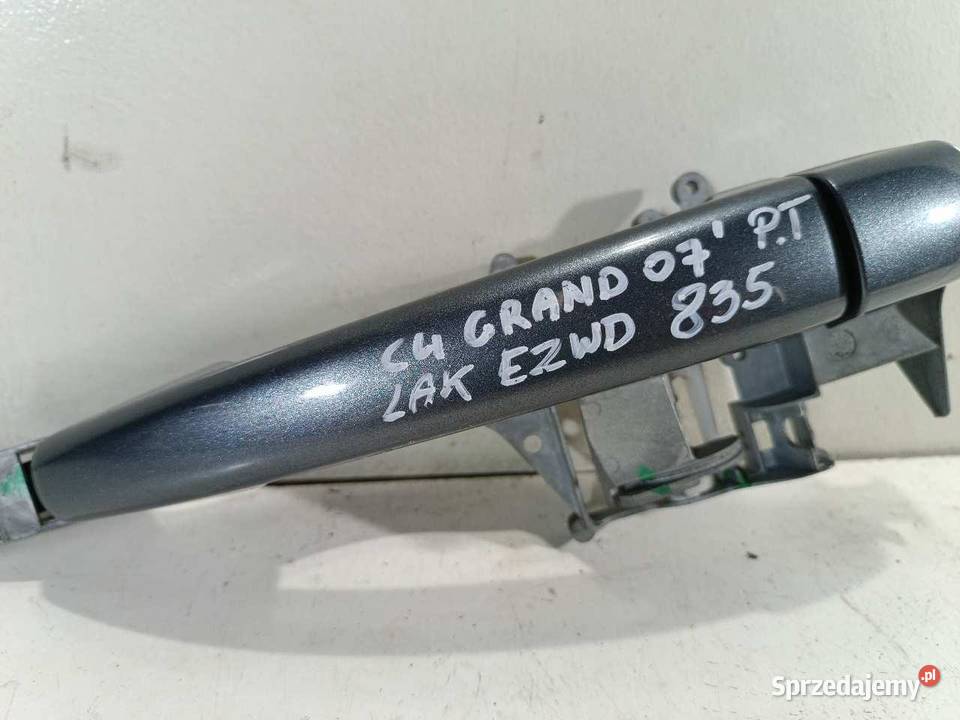 C4 GRAND 07' P.T
LAK EZWD 835
Sprzedajemy.pl